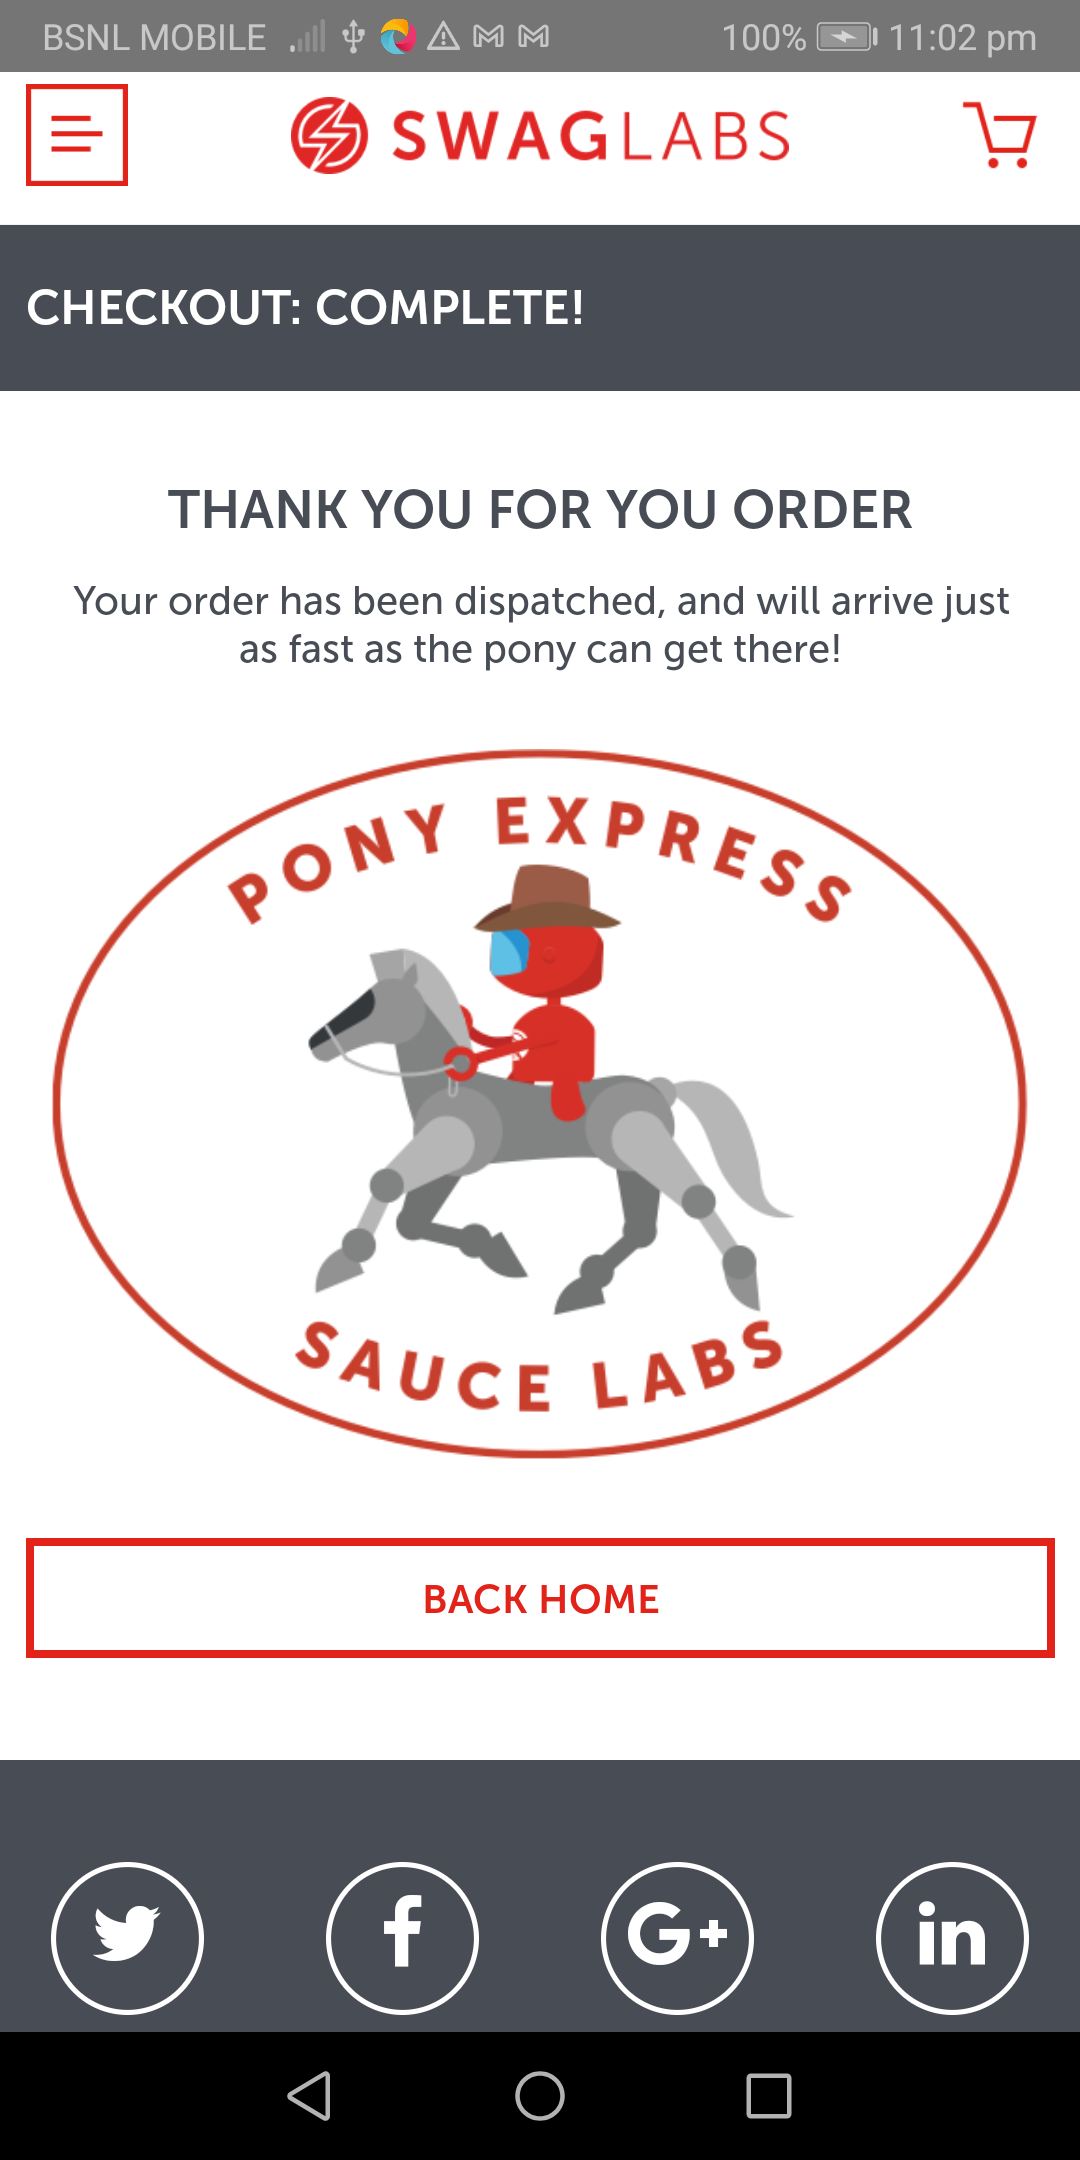 BSNL MOBILE 100% 11:02 pm
SWAGLABS
CHECKOUT: COMPLETE!
THANK YOU FOR YOU ORDER
Your order has been dispatched, and will arrive just
as fast as the pony can get there!
PONY EXPRESS
SAUCE LABS
BACK HOME
f
G+
in